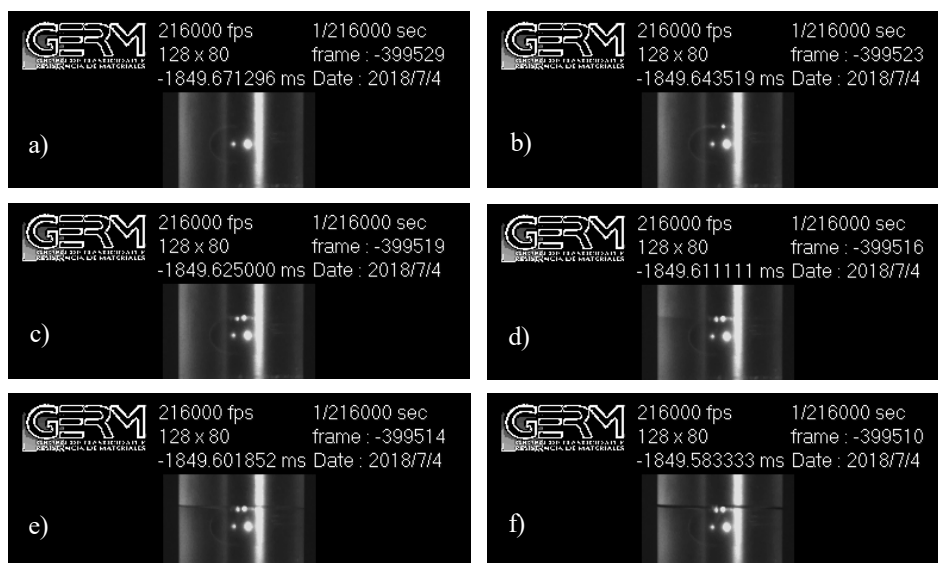 GERM
216000 fps 1/216000 sec
128 x 80 frame : -399529
-1849.671296 ms Date : 2018/7/4
a)
GERM
216000 fps 1/216000 sec
128 x 80 frame : -399523
-1849.643519 ms Date : 2018/7/4
b)
GERM
216000 fps 1/216000 sec
128 x 80 frame : -399519
-1849.625000 ms Date : 2018/7/4
c)
GERM
216000 fps 1/216000 sec
128 x 80 frame : -399516
-1849.611111 ms Date : 2018/7/4
d)
GERM
216000 fps 1/216000 sec
128 x 80 frame : -399514
-1849.601852 ms Date : 2018/7/4
e)
GERM
216000 fps 1/216000 sec
128 x 80 frame : -399510
-1849.583333 ms Date : 2018/7/4
f)